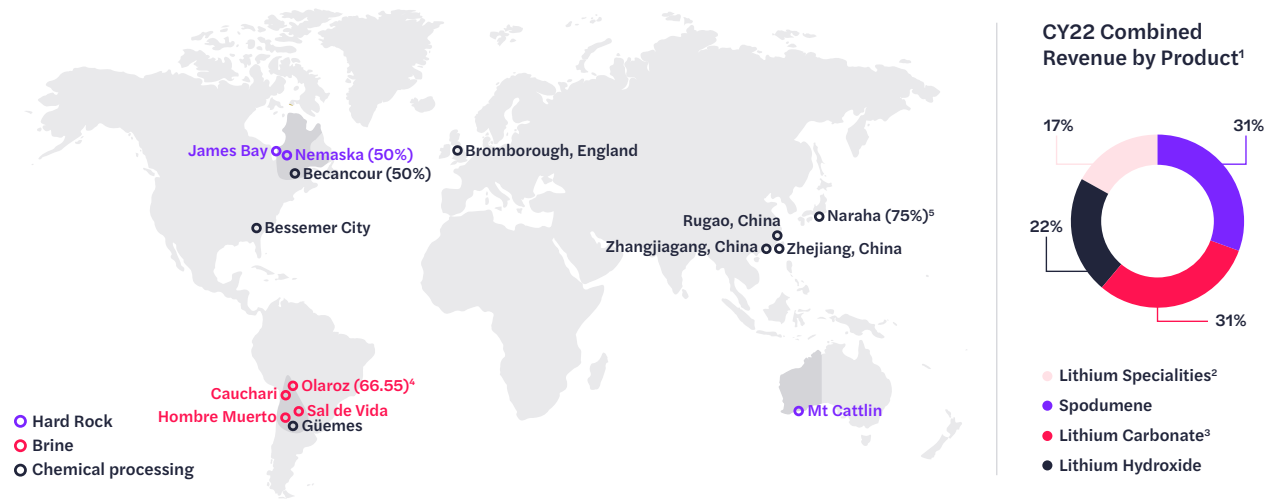 James Bay
Nemaska (50%)
Becancour (50%)
Bessemer City
Bromborough, England
Naraha (75%)⁵
Rugao, China
Zhangjiagang, China
Zhejiang, China
Olaroz (66.55)⁴
Cauchari
Sal de Vida
Hombre Muerto
Güemes
Mt Cattlin
Hard Rock
Brine
Chemical processing
CY22 Combined
Revenue by Product¹
17%
31%
22%
31%
Lithium Specialities²
Spodumene
Lithium Carbonate³
Lithium Hydroxide